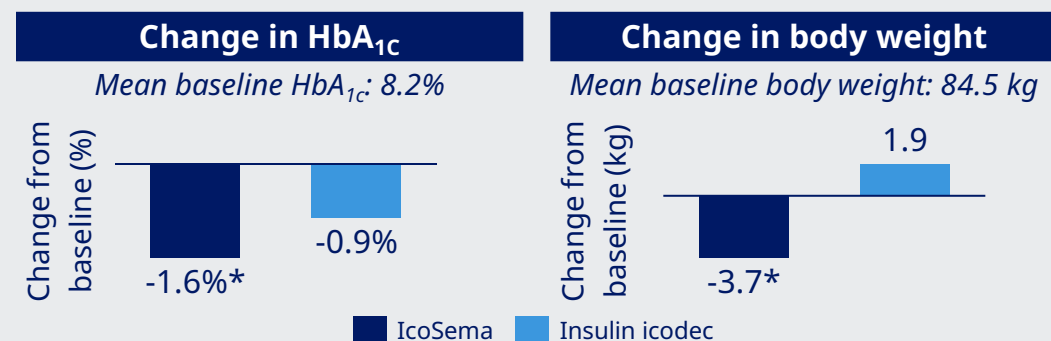 Change in HbA1C
Mean baseline HbA1c: 8.2%
Change from
baseline (%)
-1.6%*
-0.9%
Change in body weight
Mean baseline body weight: 84.5 kg
Change from
baseline (kg)
1.9
-3.7*
IcoSema
Insulin icodec